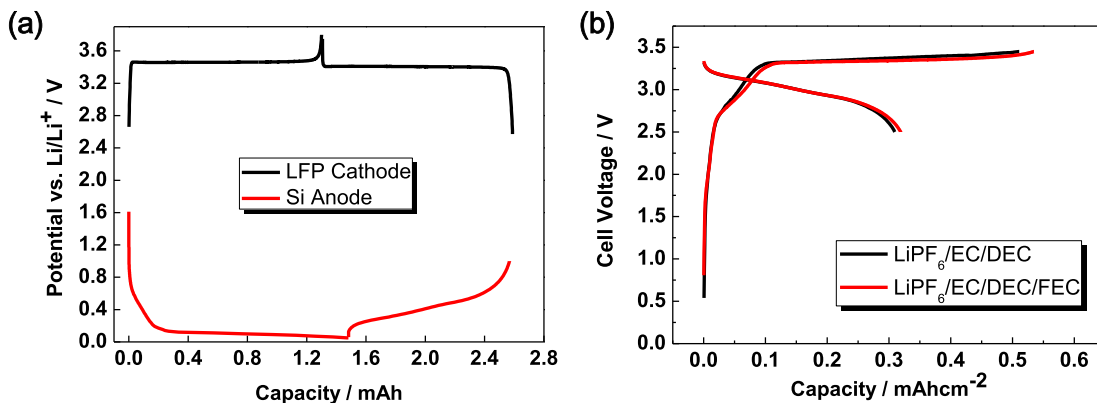 (a)
Potential vs. Li/Li+ / V
3.6
3.2
2.8
2.4
2.0
1.6
1.2
0.8
0.4
0.0
LFP Cathode
Si Anode
0.0 0.4 0.8 1.2 1.6 2.0 2.4 2.8
Capacity / mAh
(b)
Cell Voltage / V
3.5
3.0
2.5
2.0
1.5
1.0
0.5
0.0
LiPF6/EC/DEC
LiPF6/EC/DEC/FEC
0.0 0.1 0.2 0.3 0.4 0.5 0.6
Capacity / mAhcm-2